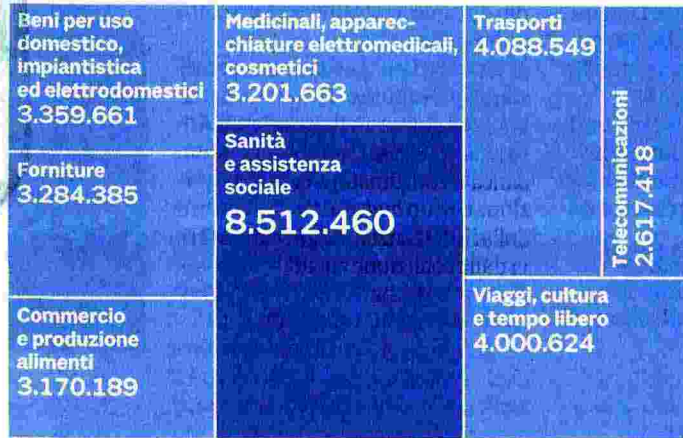 Beni per uso
domestico,
impiantistica
ed elettrodomestici
3.359.661
Forniture
3.284.385
Commercio
e produzione
alimenti
3.170.189
Medicinali, apparec-
chiature elettromedicali,
cosmetici
3.201.663
Sanità
e assistenza
sociale
8.512.460
Trasporti
4.088.549
Telecomunicazioni
2.617.418
Viaggi, cultura
e tempo libero
4.000.624